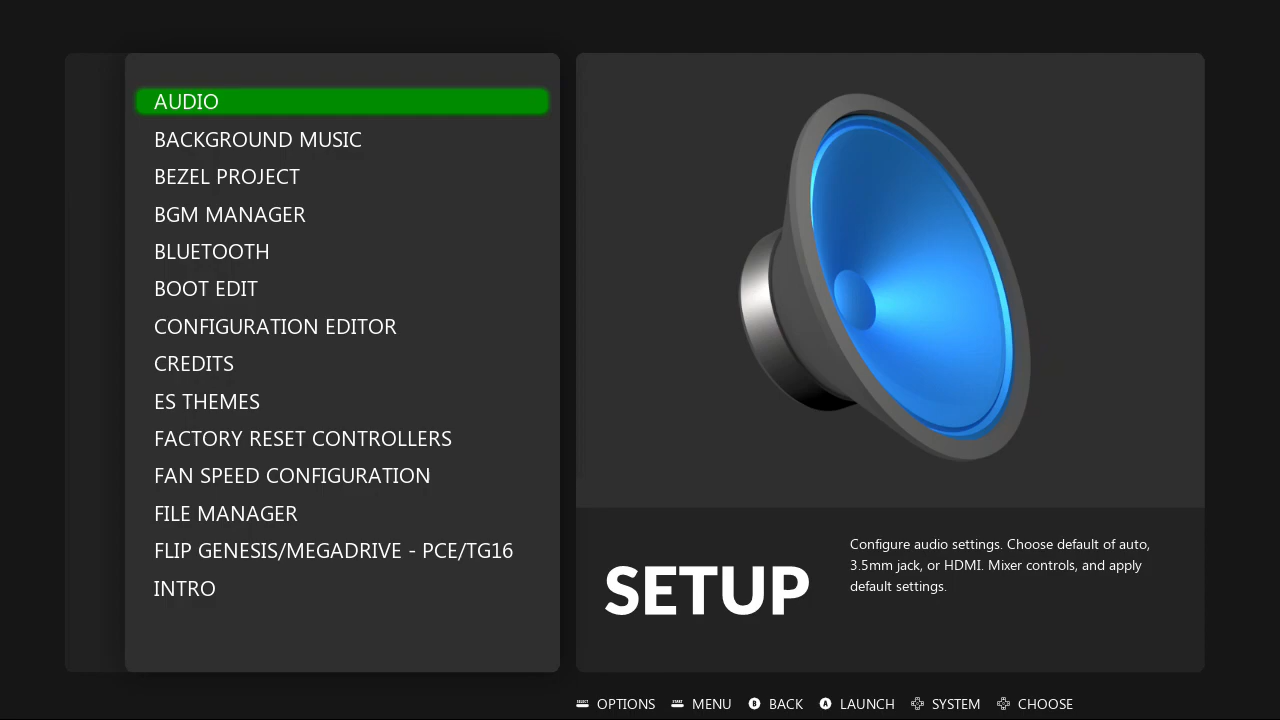 AUDIO
BACKGROUND MUSIC
BEZEL PROJECT
BGM MANAGER
BLUETOOTH
BOOT EDIT
CONFIGURATION EDITOR
CREDITS
ES THEMES
FACTORY RESET CONTROLLERS
FAN SPEED CONFIGURATION
FILE MANAGER
FLIP GENESIS/MEGADRIVE - PCE/TG16
INTRO
SETUP
Configure audio settings. Choose default of auto,
3.5mm jack, or HDMI. Mixer controls, and apply
default settings.
SELECT OPTIONS START MENU B BACK A LAUNCH SYSTEM CHOOSE